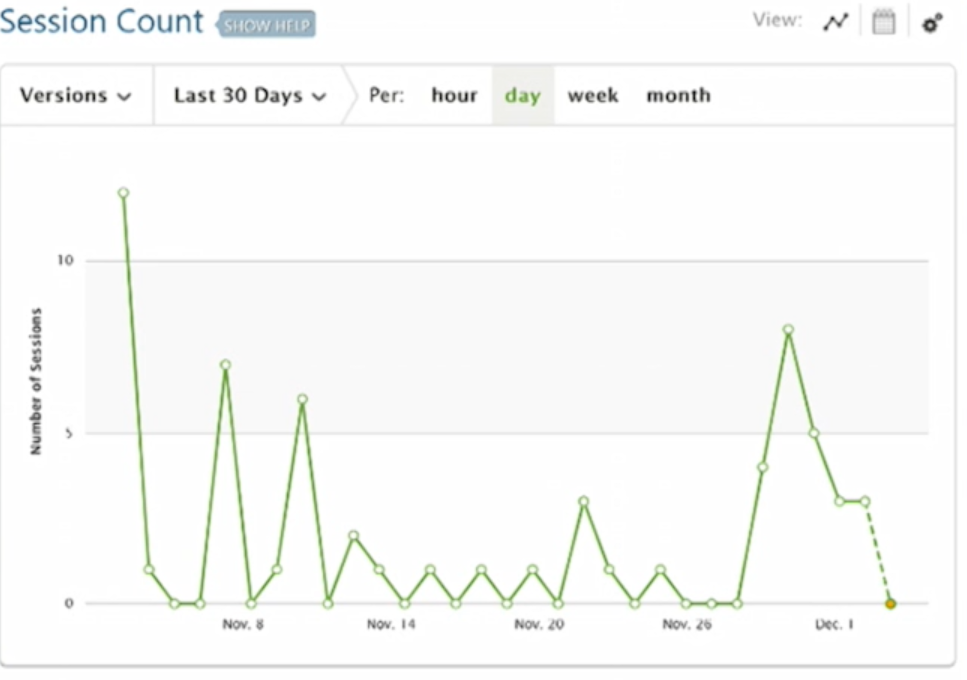 Session Count SHOW HELP View:
Versions Last 30 Days Per: hour day week month
10
5
0
Number of Sessions
Nov. 8 Nov. 14 Nov. 20 Nov. 26 Dec. 1